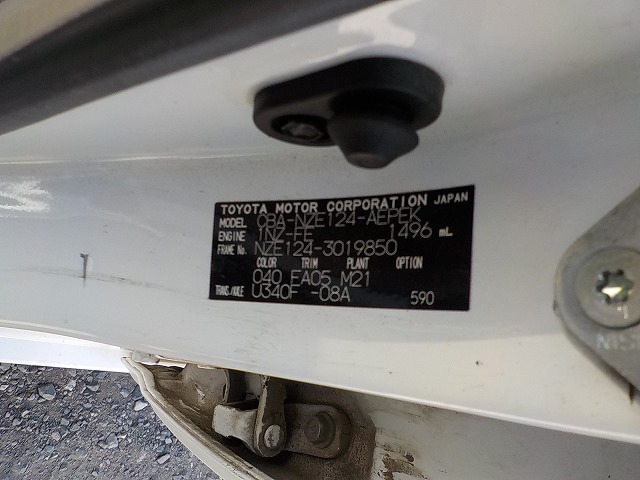 TOYOTA MOTOR CORPORATION JAPAN
MODEL CBA-NZE124-AEPEK
ENGINE 1NZ-FE 1496 mL
FRAME No. NZE124-3019850
COLOR TRIM PLANT OPTION
040 FA05 M21
TRANS./AXLE U340F -08A 590